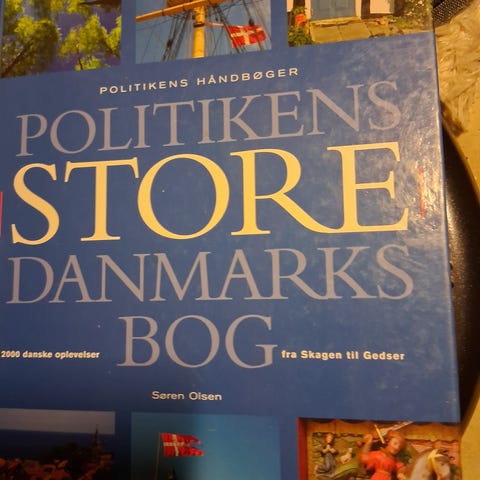 POLITIKENS HÅNDBØGER
POLITIKENS
STORE
DANMARKS
BOG
2000 danske oplevelser
fra Skagen til Gedser
Søren Olsen